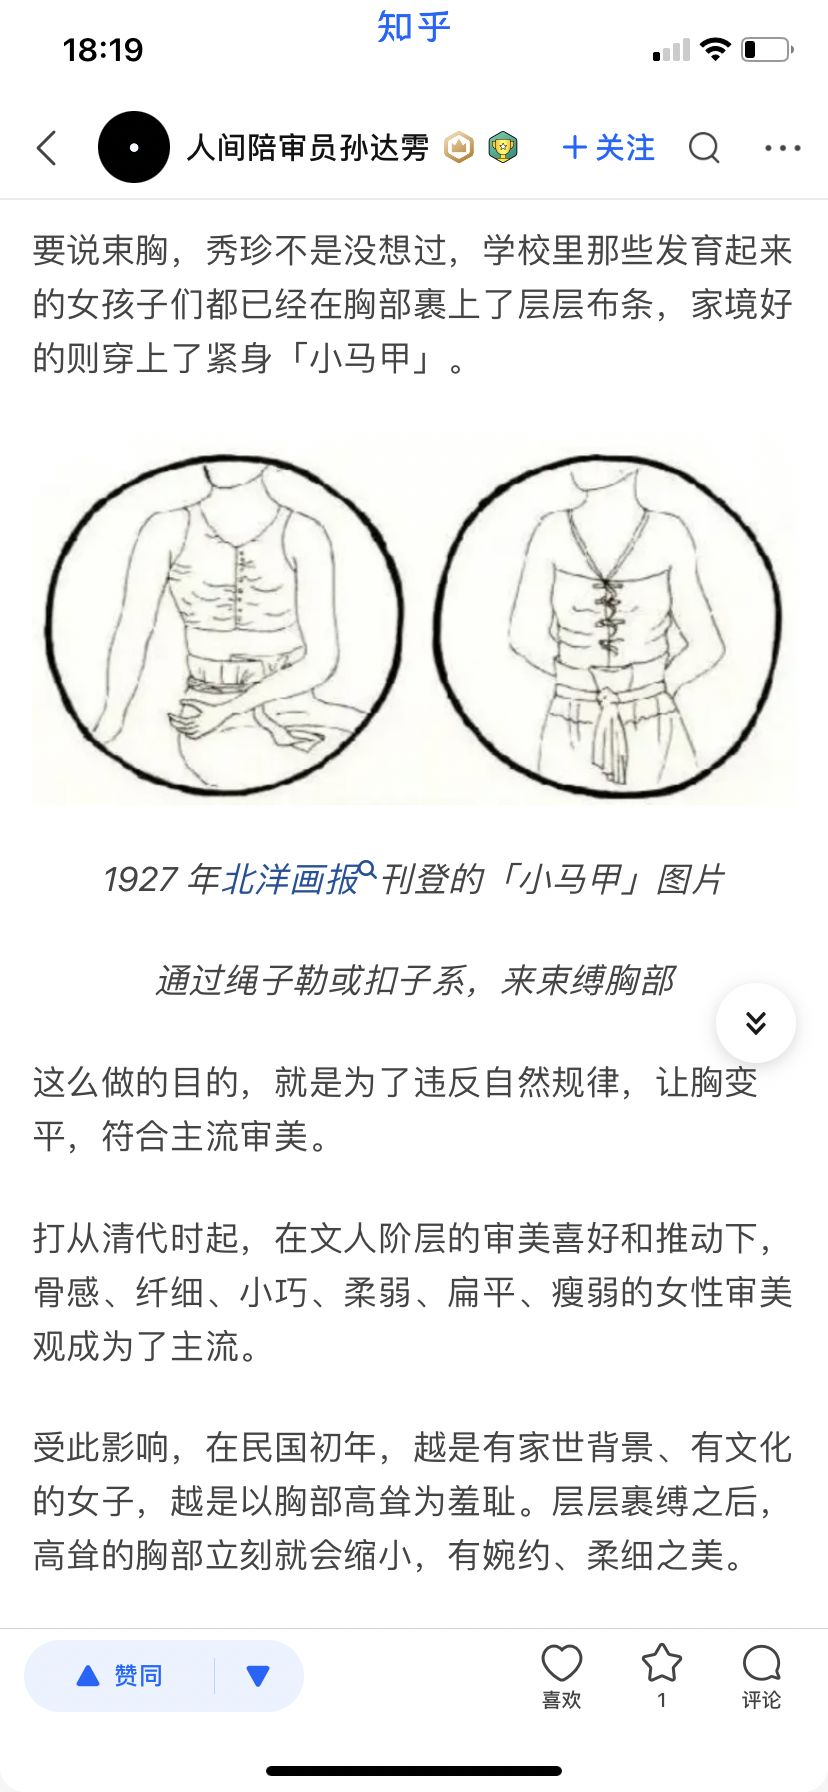 知乎
18:19
人间陪审员孙达雱
+ 关注
要说束胸，秀珍不是没想过，学校里那些发育起来
的女孩子们都已经在胸部裹上了层层布条，家境好
的则穿上了紧身「小马甲」。
1927 年北洋画报刊登的「小马甲」图片
通过绳子勒或扣子系，来束缚胸部
这么做的目的，就是为了违反自然规律，让胸变
平，符合主流审美。
打从清代时起，在文人阶层的审美喜好和推动下，
骨感、纤细、小巧、柔弱、扁平、瘦弱的女性审美
观成为了主流。
受此影响，在民国初年，越是有家世背景、有文化
的女子，越是以胸部高耸为羞耻。层层裹缚之后，
高耸的胸部立刻就会缩小，有婉约、柔细之美。
赞同
喜欢
1
评论